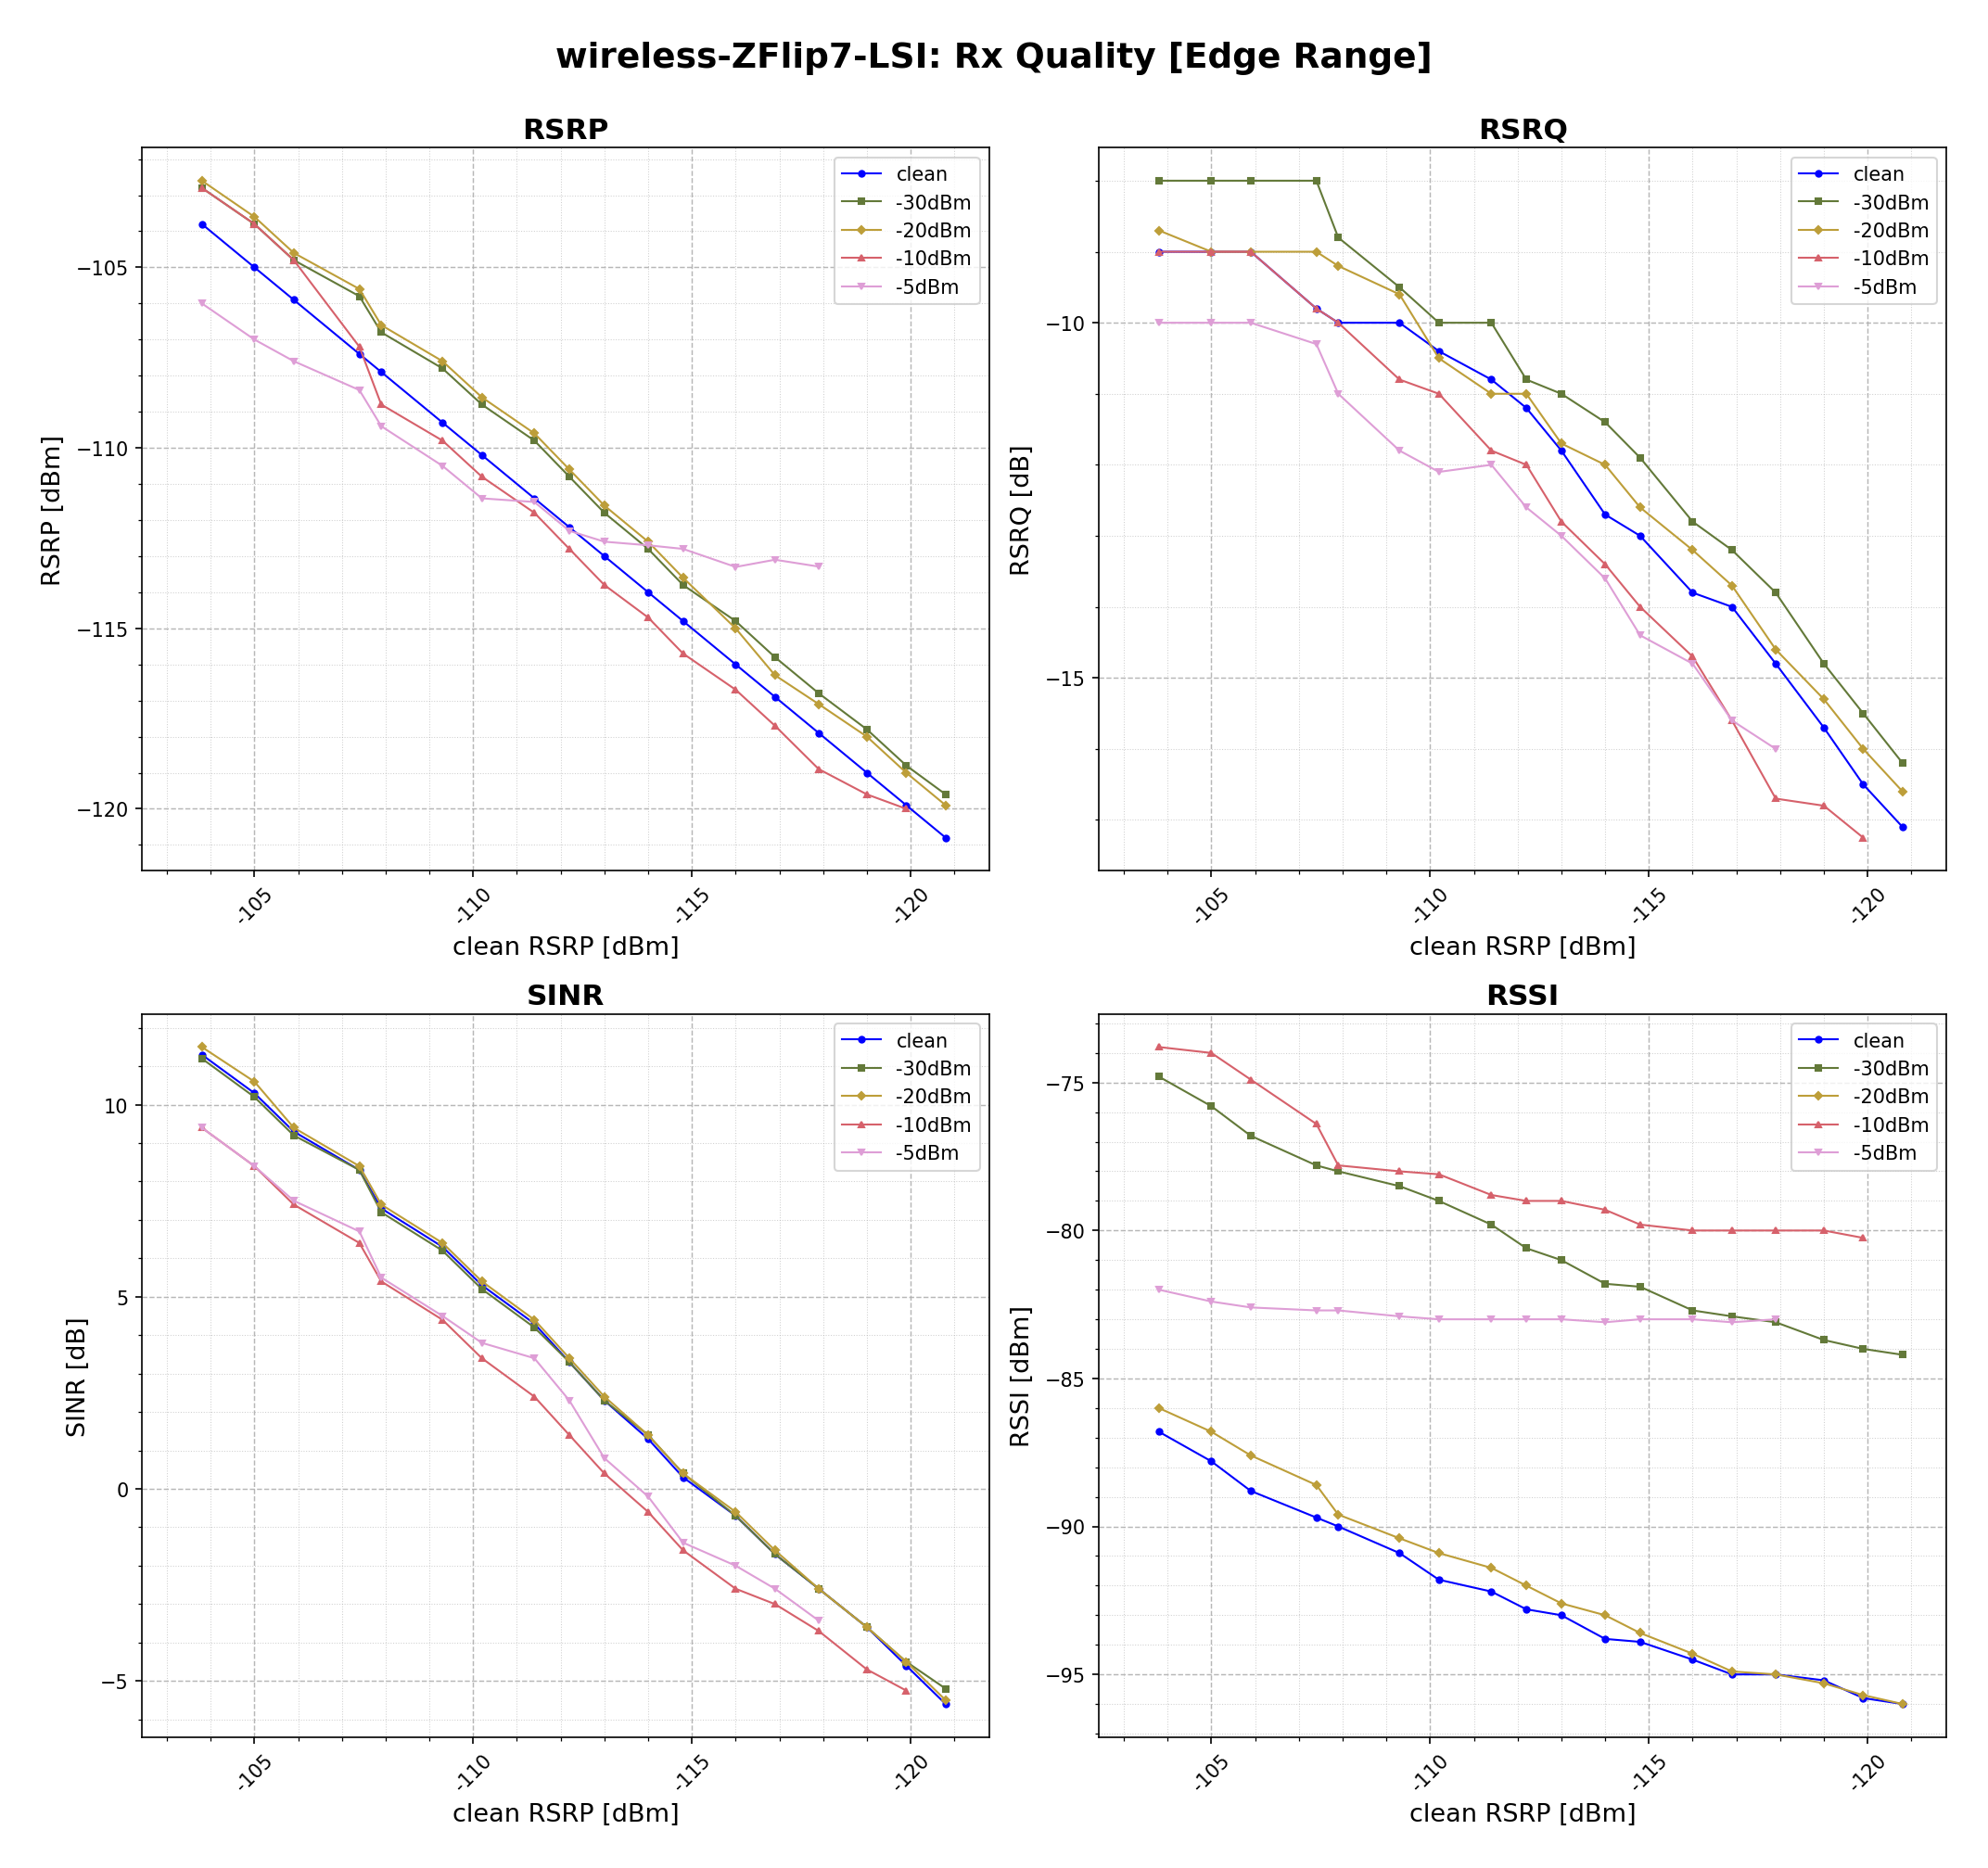 wireless-ZFlip7-LSI: Rx Quality [Edge Range]
RSRP
RSRP [dBm]
−105
−110
−115
−120
clean
-30dBm
-20dBm
-10dBm
-5dBm
-105
-110
-115
-120
clean RSRP [dBm]
RSRQ
RSRQ [dB]
−10
−15
clean
-30dBm
-20dBm
-10dBm
-5dBm
-105
-110
-115
-120
clean RSRP [dBm]
SINR
SINR [dB]
10
5
0
−5
clean
-30dBm
-20dBm
-10dBm
-5dBm
-105
-110
-115
-120
clean RSRP [dBm]
RSSI
RSSI [dBm]
−75
−80
−85
−90
−95
clean
-30dBm
-20dBm
-10dBm
-5dBm
-105
-110
-115
-120
clean RSRP [dBm]